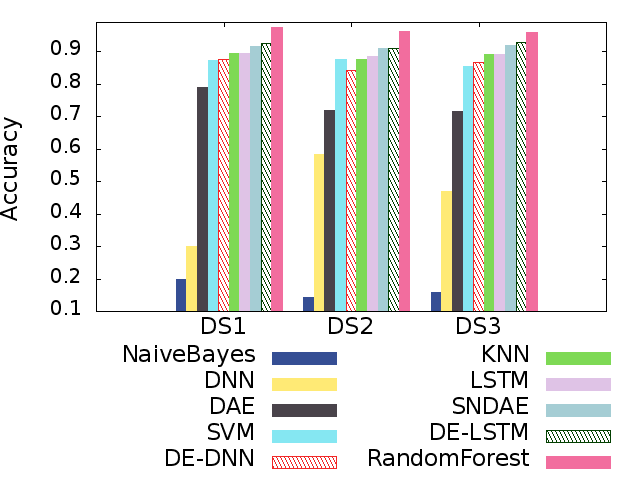 Accuracy
0.9
0.8
0.7
0.6
0.5
0.4
0.3
0.2
0.1
DS1 DS2 DS3
NaiveBayes KNN
DNN LSTM
DAE SNDAE
SVM DE-LSTM
DE-DNN RandomForest